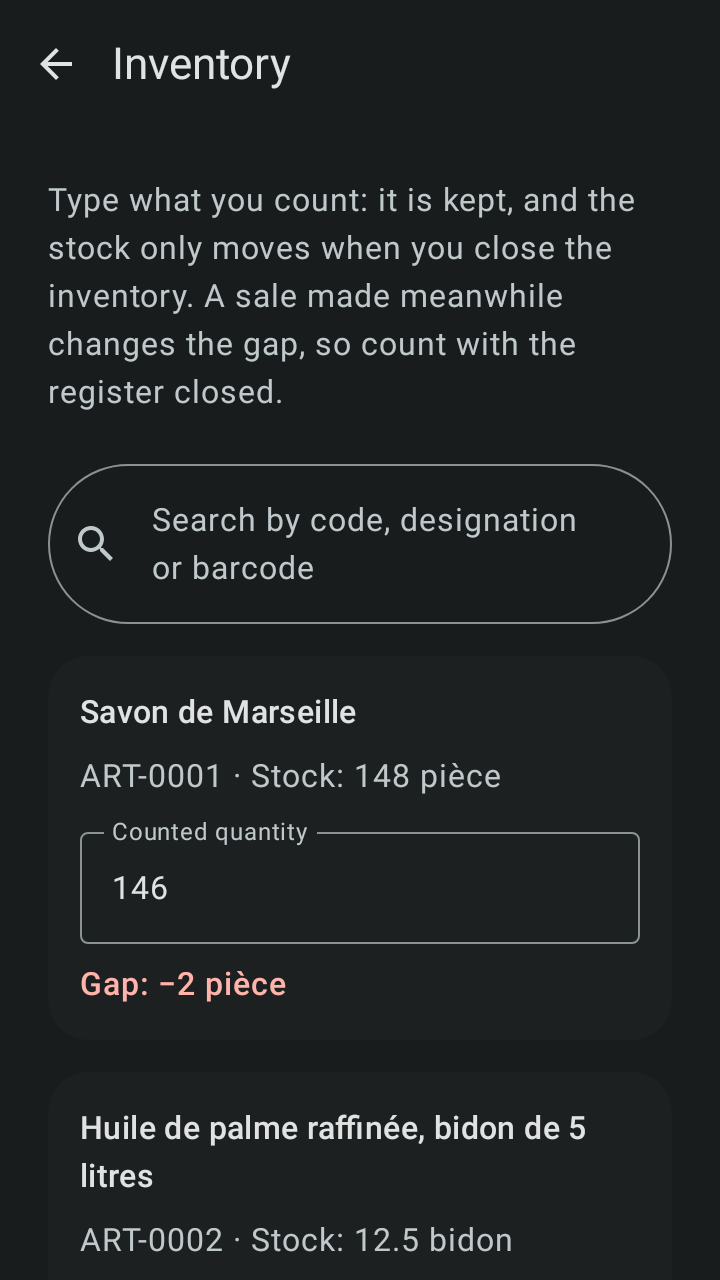 Inventory
Type what you count: it is kept, and the
stock only moves when you close the
inventory. A sale made meanwhile
changes the gap, so count with the
register closed.
Search by code, designation
or barcode
Savon de Marseille
ART-0001 · Stock: 148 pièce
Counted quantity
146
Gap: −2 pièce
Huile de palme raffinée, bidon de 5
litres
ART-0002 · Stock: 12.5 bidon